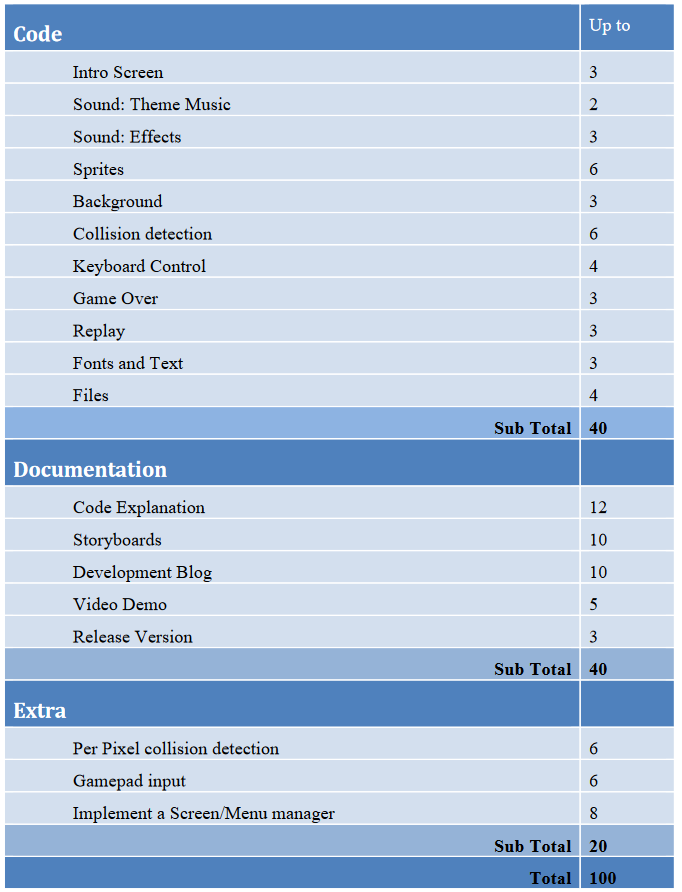 Code Up to
Intro Screen 3
Sound: Theme Music 2
Sound: Effects 3
Sprites 6
Background 3
Collision detection 6
Keyboard Control 4
Game Over 3
Replay 3
Fonts and Text 3
Files 4
Sub Total 40
Documentation
Code Explanation 12
Storyboards 10
Development Blog 10
Video Demo 5
Release Version 3
Sub Total 40
Extra
Per Pixel collision detection 6
Gamepad input 6
Implement a Screen/Menu manager 8
Sub Total 20
Total 100